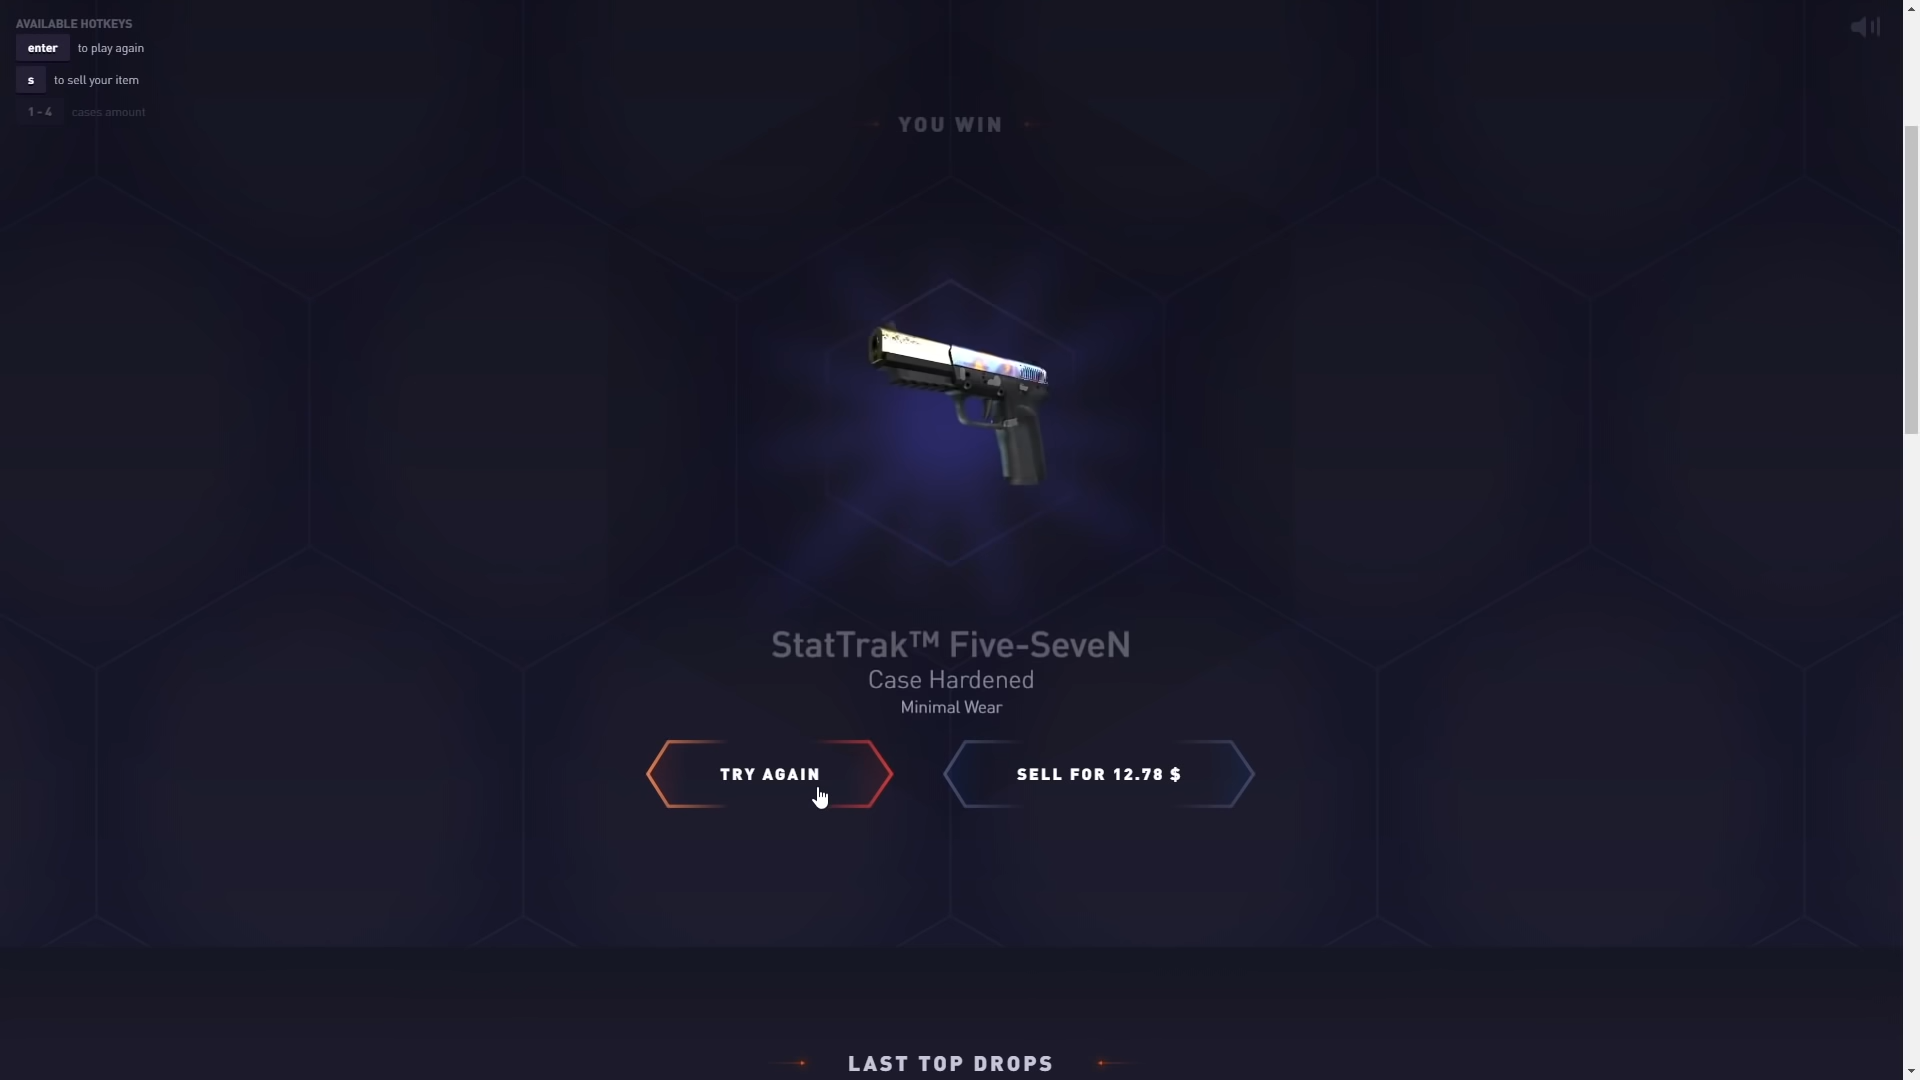 AVAILABLE HOTKEYS
enter to play again
s to sell your item
1 - 4 cases amount
YOU WIN
StatTrak™ Five-SeveN
Case Hardened
Minimal Wear
TRY AGAIN
SELL FOR 12.78 $
LAST TOP DROPS